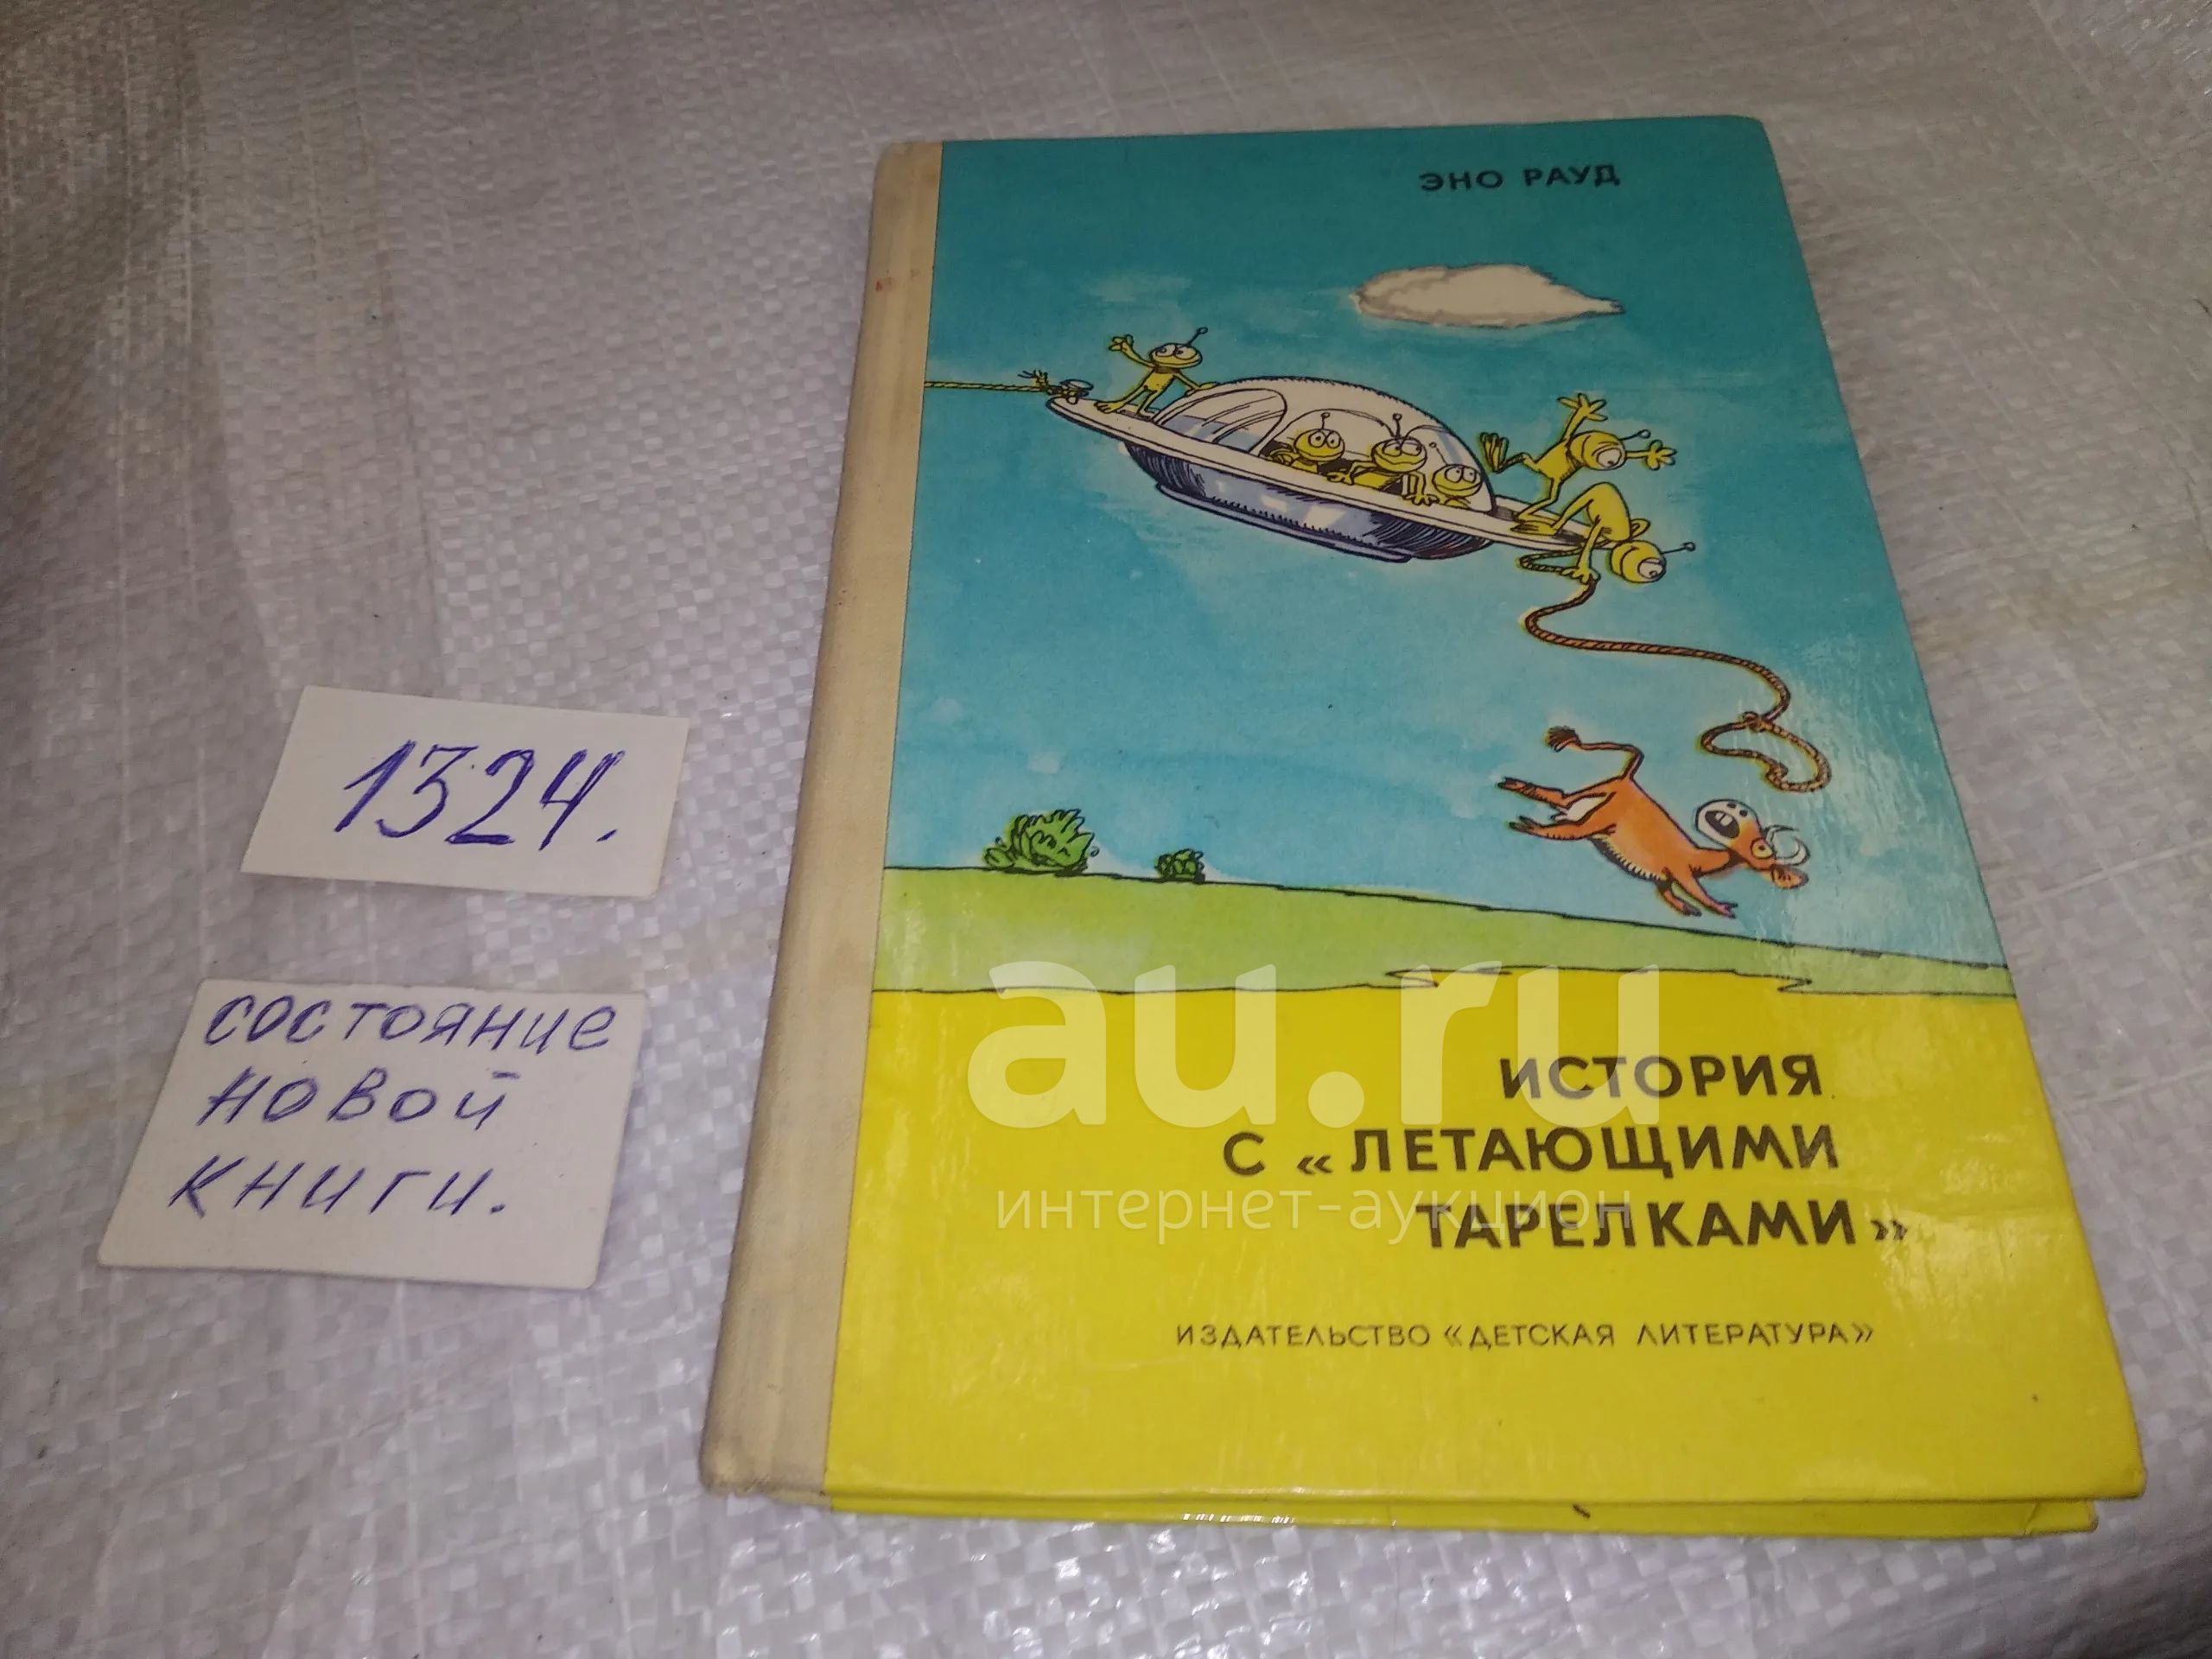 ЭНО РАУД
1324.
состояние
новой
книги.
au.ru
интернет-аукцион
ИСТОРИЯ
С «ЛЕТАЮЩИМИ
ТАРЕЛКАМИ»
ИЗДАТЕЛЬСТВО «ДЕТСКАЯ ЛИТЕРАТУРА»